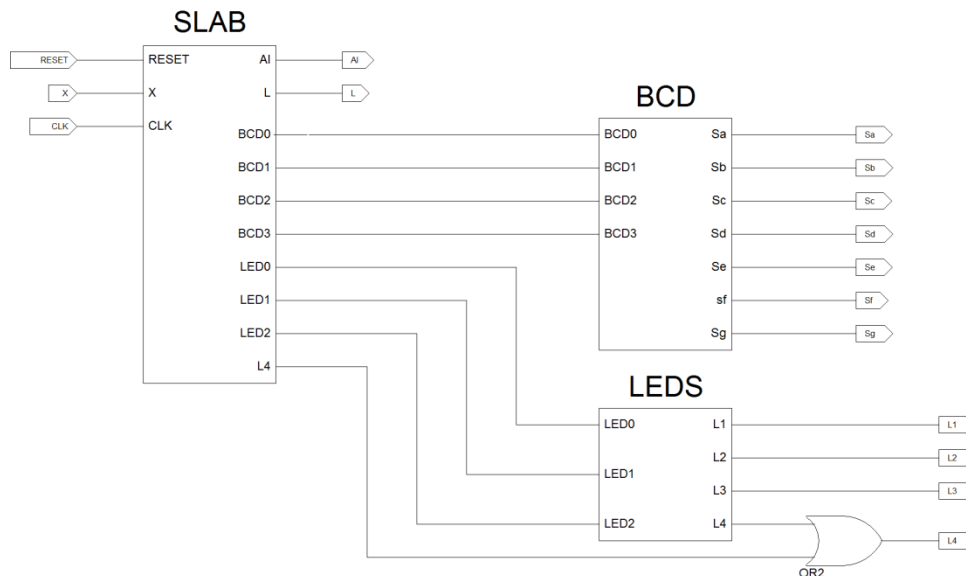 SLAB
RESET RESET AI AI
X X L L
CLK CLK
BCD
BCD0 BCD0 Sa Sa
BCD1 BCD1 Sb Sb
BCD2 BCD2 Sc Sc
BCD3 BCD3 Sd Sd
LED0 Se Se
LED1 sf Sf
LED2 Sg Sg
L4
LEDS
LED0 L1 L1
L2 L2
LED1
L3 L3
LED2 L4
L4
OR2